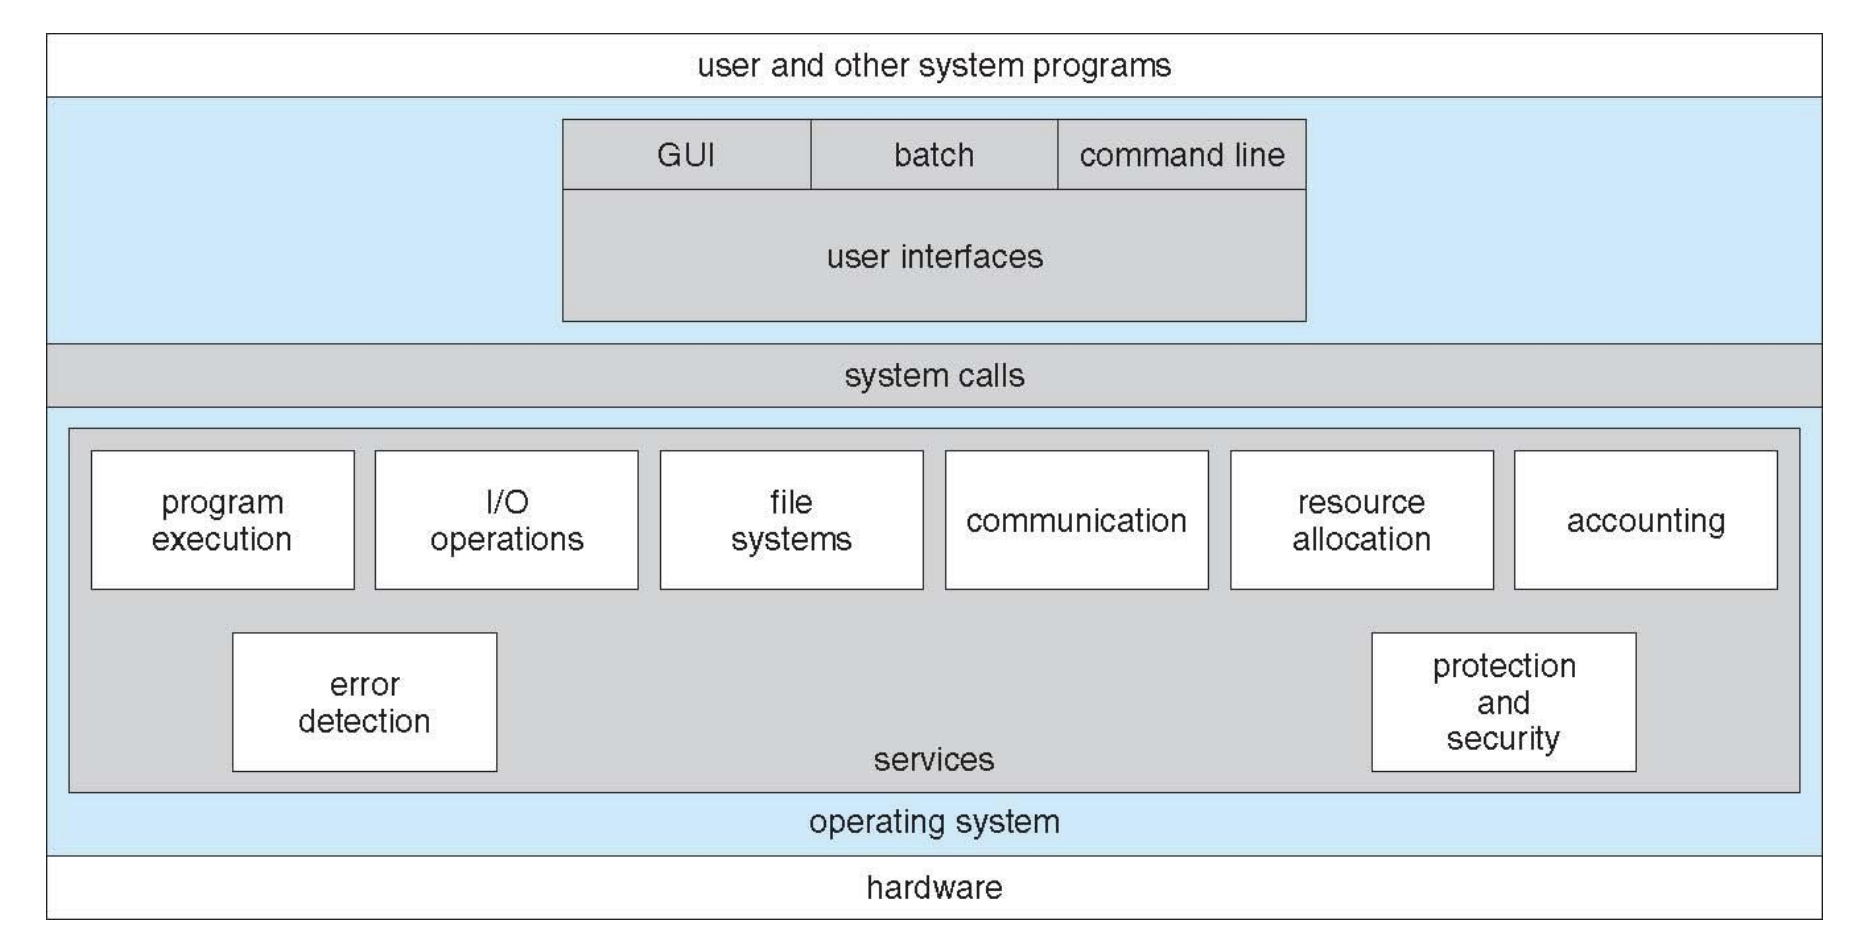 user and other system programs
GUI
batch
command line
user interfaces
system calls
program
execution
I/O
operations
file
systems
communication
resource
allocation
accounting
error
detection
protection
and
security
services
operating system
hardware